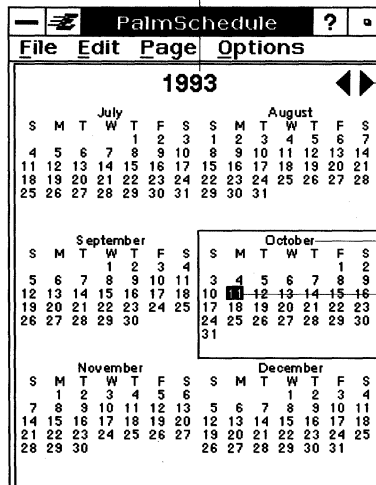 PalmSchedule ?
File Edit Page Options
1993
July August
S M T W T F S S M T W T F S
1 2 3 1 2 3 4 5 6 7
4 5 6 7 8 9 10 8 9 10 11 12 13 14
11 12 13 14 15 16 17 15 16 17 18 19 20 21
18 19 20 21 22 23 24 22 23 24 25 26 27 28
25 26 27 28 29 30 31 29 30 31
September October
S M T W T F S S M T W T F S
1 2 3 4 1 2
5 6 7 8 9 10 11 3 4 5 6 7 8 9
12 13 14 15 16 17 18 10 11 12 13 14 15 16
19 20 21 22 23 24 25 17 18 19 20 21 22 23
26 27 28 29 30 24 25 26 27 28 29 30
31
November December
S M T W T F S S M T W T F S
1 2 3 4 5 6 1 2 3 4
7 8 9 10 11 12 13 5 6 7 8 9 10 11
14 15 16 17 18 19 20 12 13 14 15 16 17 18
21 22 23 24 25 26 27 19 20 21 22 23 24 25
28 29 30 26 27 28 29 30 31